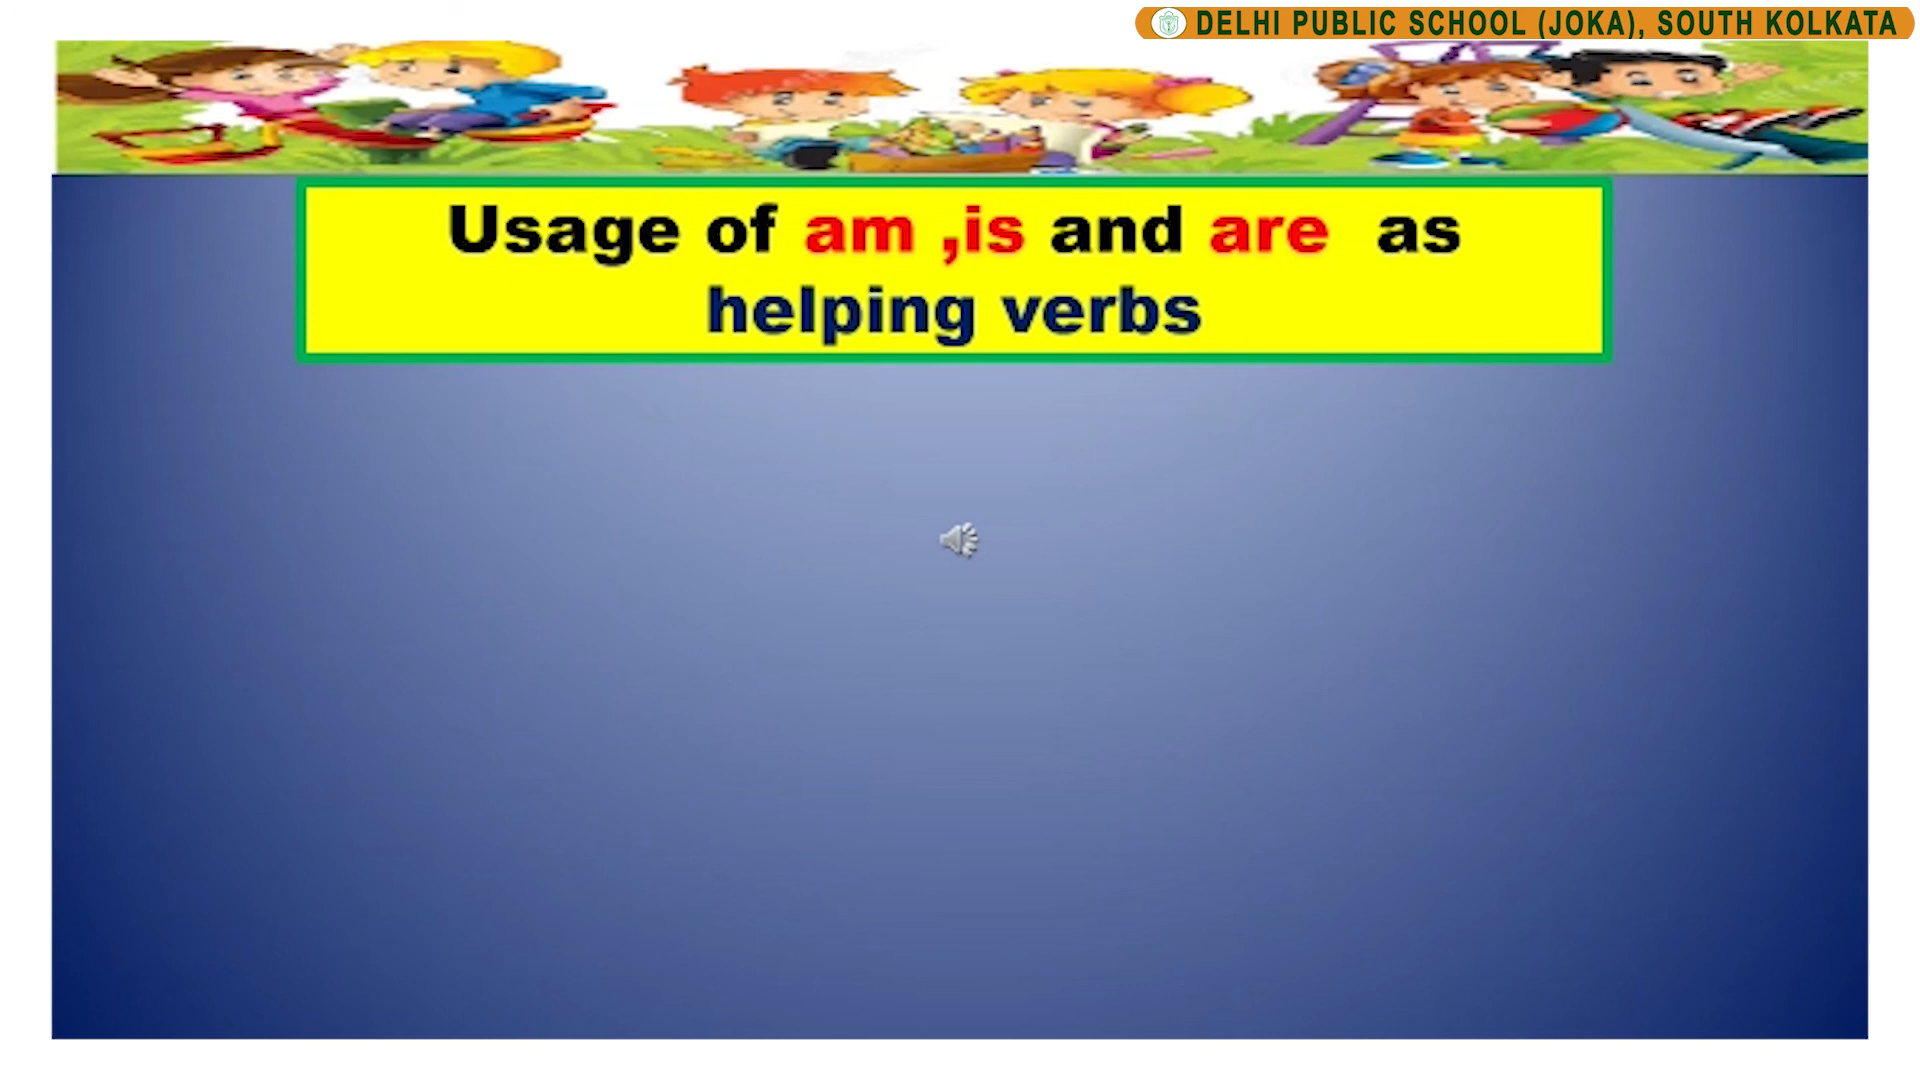 DELHI PUBLIC SCHOOL (JOKA), SOUTH KOLKATA
Usage of am ,is and are as
helping verbs